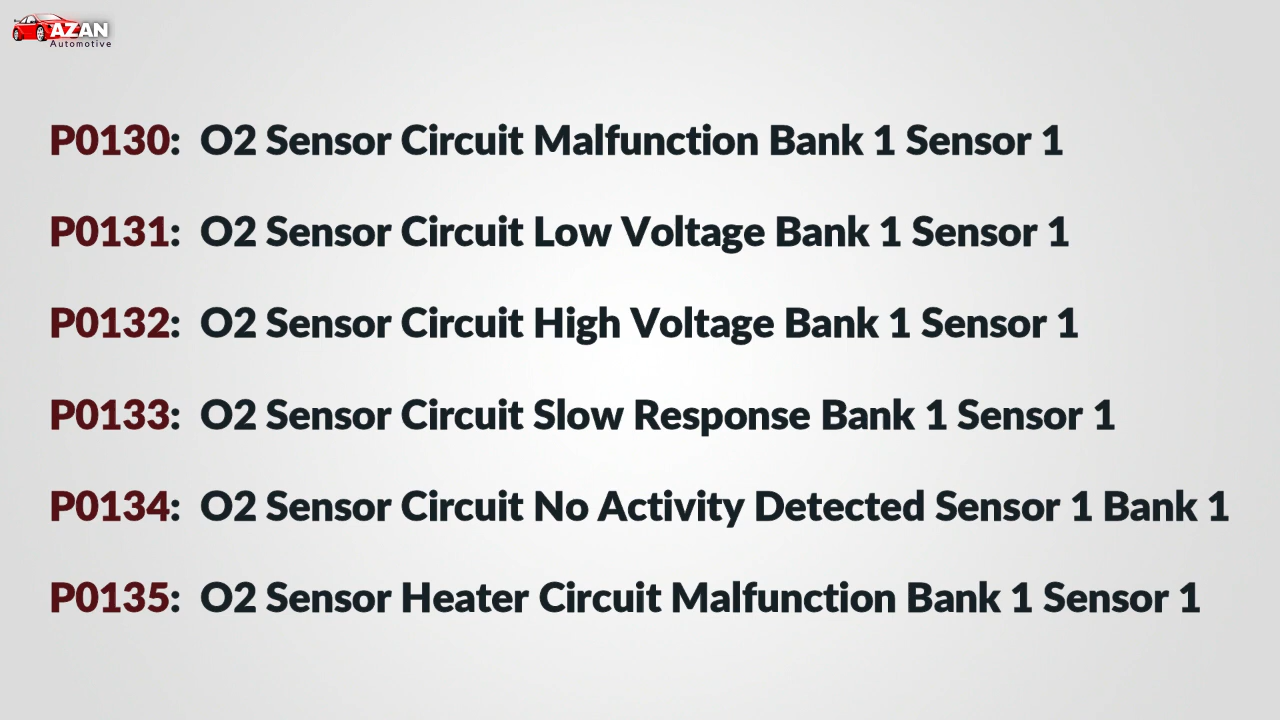 AZAN
Automotive
P0130: O2 Sensor Circuit Malfunction Bank 1 Sensor 1
P0131: O2 Sensor Circuit Low Voltage Bank 1 Sensor 1
P0132: O2 Sensor Circuit High Voltage Bank 1 Sensor 1
P0133: O2 Sensor Circuit Slow Response Bank 1 Sensor 1
P0134: O2 Sensor Circuit No Activity Detected Sensor 1 Bank 1
P0135: O2 Sensor Heater Circuit Malfunction Bank 1 Sensor 1